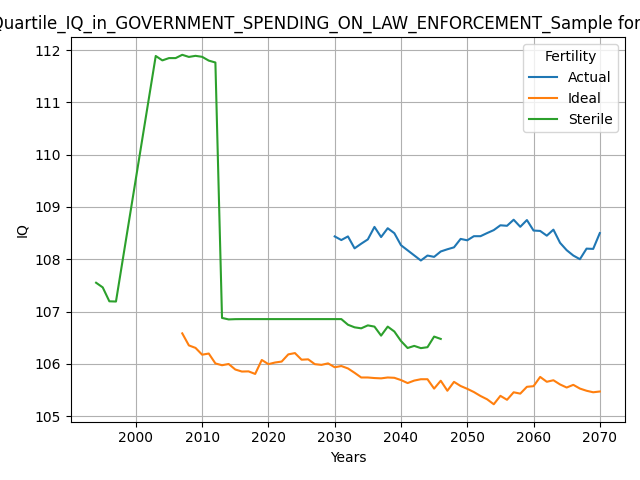 uartile_IQ_in_GOVERNMENT_SPENDING_ON_LAW_ENFORCEMENT_Sample for
Fertility
Actual
Ideal
Sterile
IQ
112
111
110
109
108
107
106
105
2000 2010 2020 2030 2040 2050 2060 2070
Years